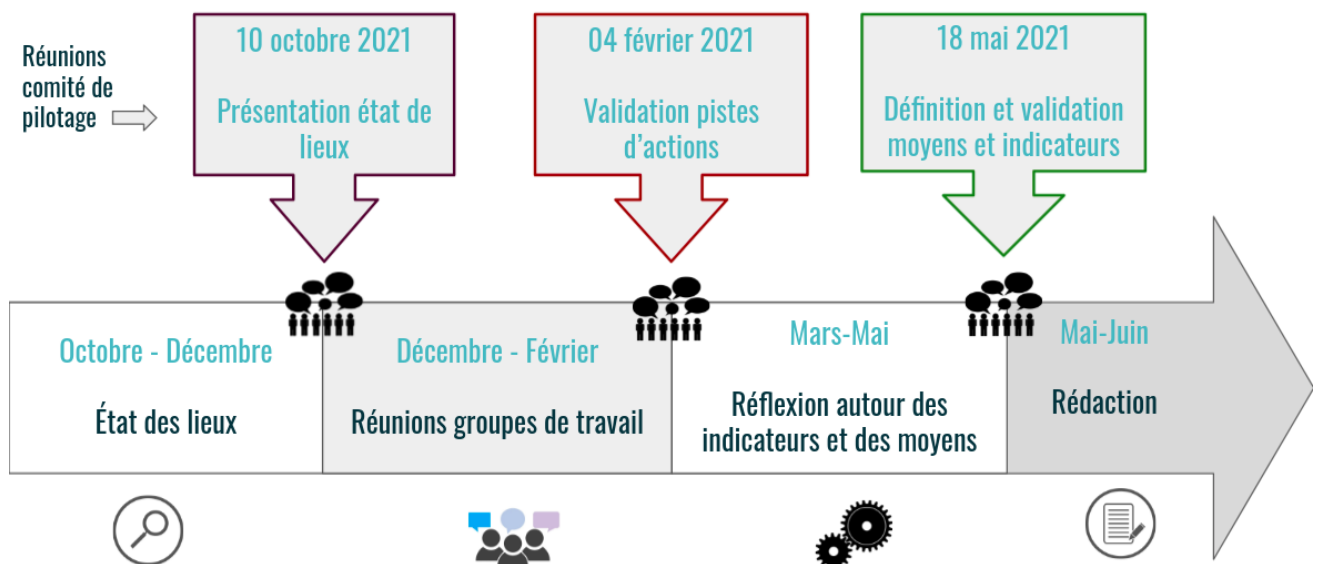 Réunions
comité de
pilotage
10 octobre 2021
Présentation état de
lieux
04 février 2021
Validation pistes
d'actions
18 mai 2021
Définition et validation
moyens et indicateurs
Octobre - Décembre
État des lieux
Décembre - Février
Réunions groupes de travail
Mars-Mai
Réflexion autour des
indicateurs et des moyens
Mai-Juin
Rédaction